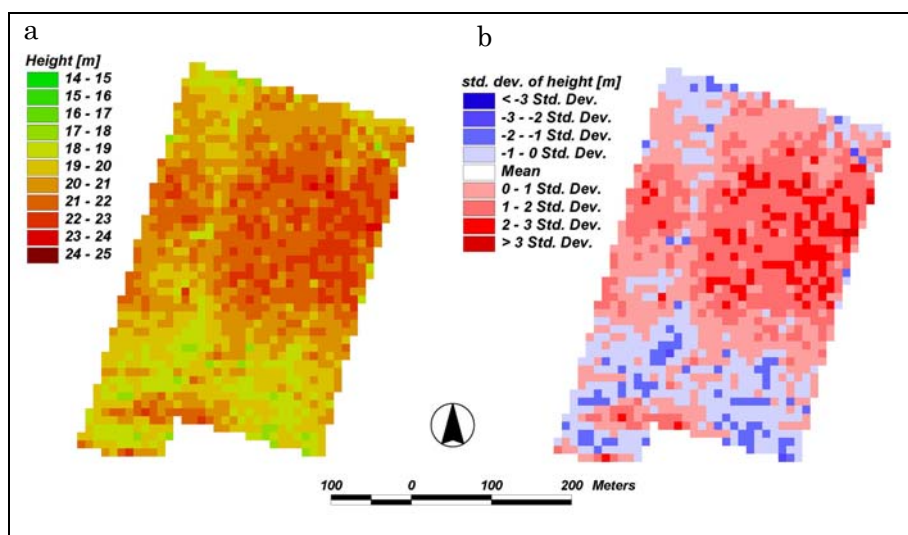 a
Height [m]
14 - 15
15 - 16
16 - 17
17 - 18
18 - 19
19 - 20
20 - 21
21 - 22
22 - 23
23 - 24
24 - 25
b
std. dev. of height [m]
< -3 Std. Dev.
-3 - -2 Std. Dev.
-2 - -1 Std. Dev.
-1 - 0 Std. Dev.
Mean
0 - 1 Std. Dev.
1 - 2 Std. Dev.
2 - 3 Std. Dev.
> 3 Std. Dev.
100 0 100 200 Meters